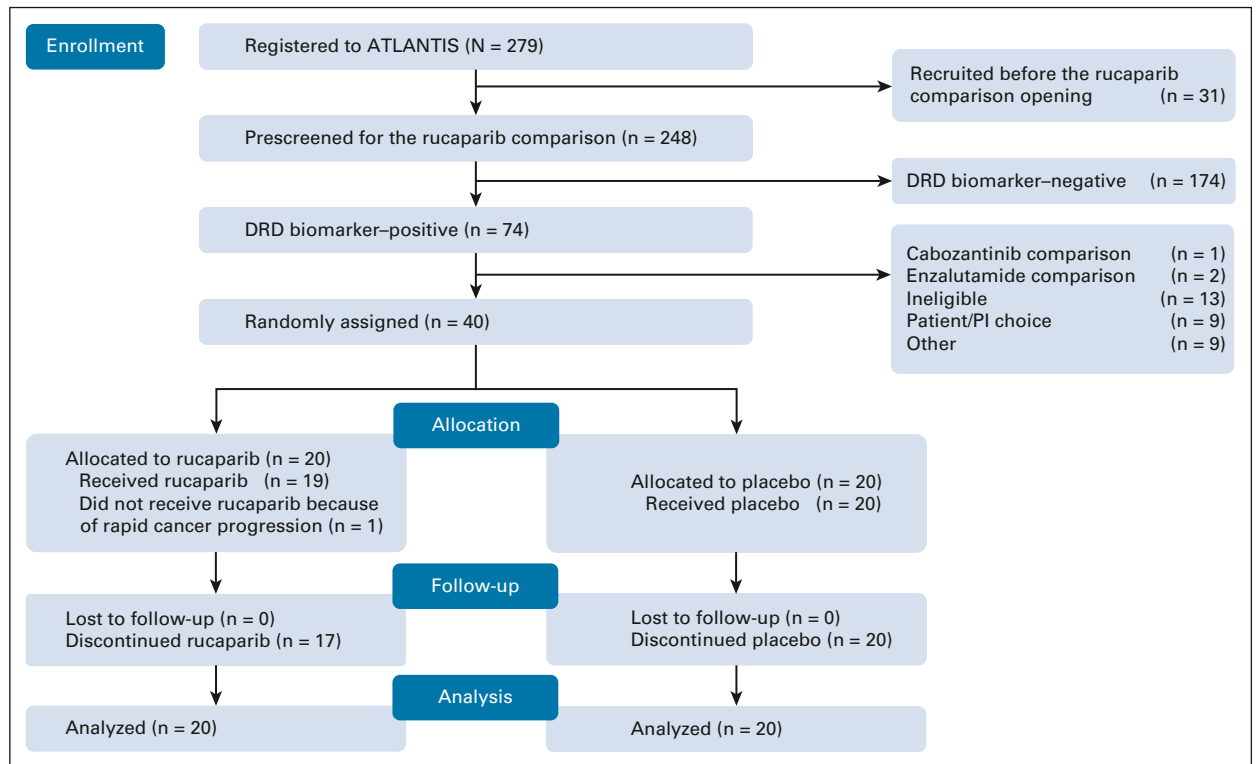 Enrollment
Registered to ATLANTIS (N = 279)
Recruited before the rucaparib
comparison opening (n = 31)
Prescreened for the rucaparib comparison (n = 248)
DRD biomarker–negative (n = 174)
DRD biomarker–positive (n = 74)
Cabozantinib comparison (n = 1)
Enzalutamide comparison (n = 2)
Ineligible (n = 13)
Patient/PI choice (n = 9)
Other (n = 9)
Randomly assigned (n = 40)
Allocation
Allocated to rucaparib (n = 20)
Received rucaparib (n = 19)
Did not receive rucaparib because
of rapid cancer progression (n = 1)
Allocated to placebo (n = 20)
Received placebo (n = 20)
Follow-up
Lost to follow-up (n = 0)
Discontinued rucaparib (n = 17)
Lost to follow-up (n = 0)
Discontinued placebo (n = 20)
Analysis
Analyzed (n = 20)
Analyzed (n = 20)